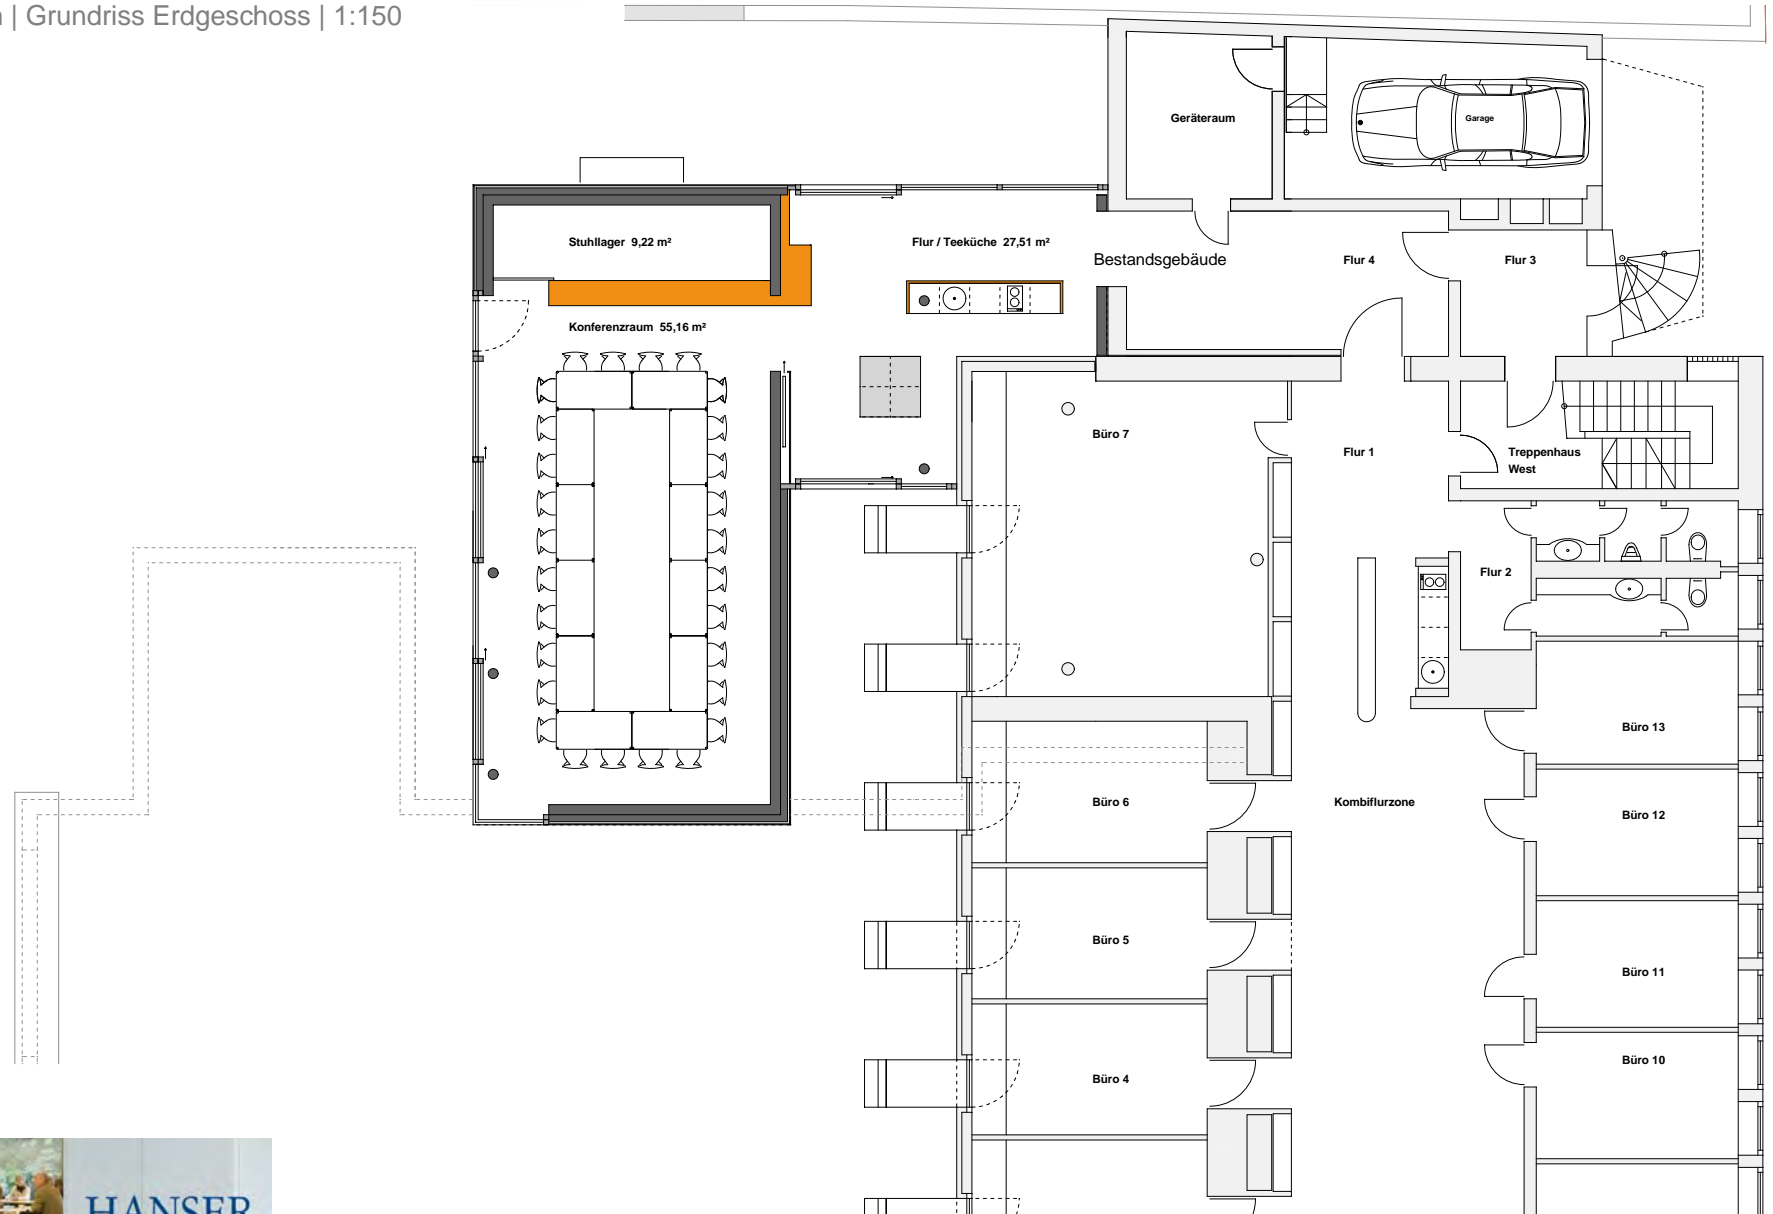 | Grundriss Erdgeschoss | 1:150
Geräteraum
Garage
Stuhllager 9,22 m²
Flur / Teeküche 27,51 m²
Bestandsgebäude
Flur 4
Flur 3
Konferenzraum 55,16 m²
Büro 7
Flur 1
Treppenhaus
West
Flur 2
Büro 13
Büro 6
Kombiflurzone
Büro 12
Büro 5
Büro 11
Büro 4
Büro 10
HANSER